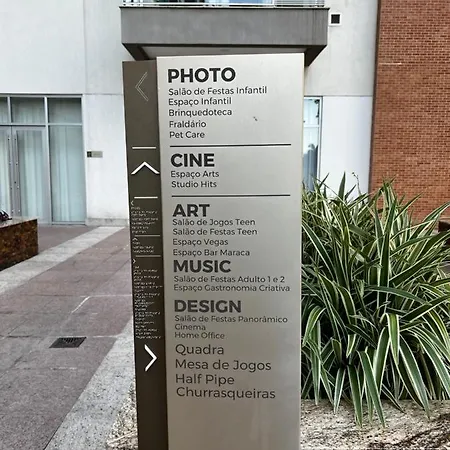 PHOTO
Salão de Festas Infantil
Espaço Infantil
Brinquedoteca
Fraldário
Pet Care
CINE
Espaço Arts
Studio Hits
ART
Salão de Jogos Teen
Salão de Festas Teen
Espaço Vegas
Espaço Bar Maraca
MUSIC
Salão de Festas Adulto 1 e 2
Espaço Gastronomia Criativa
DESIGN
Salão de Festas Panorâmico
Cinema
Home Office
Quadra
Mesa de Jogos
Half Pipe
Churrasqueiras